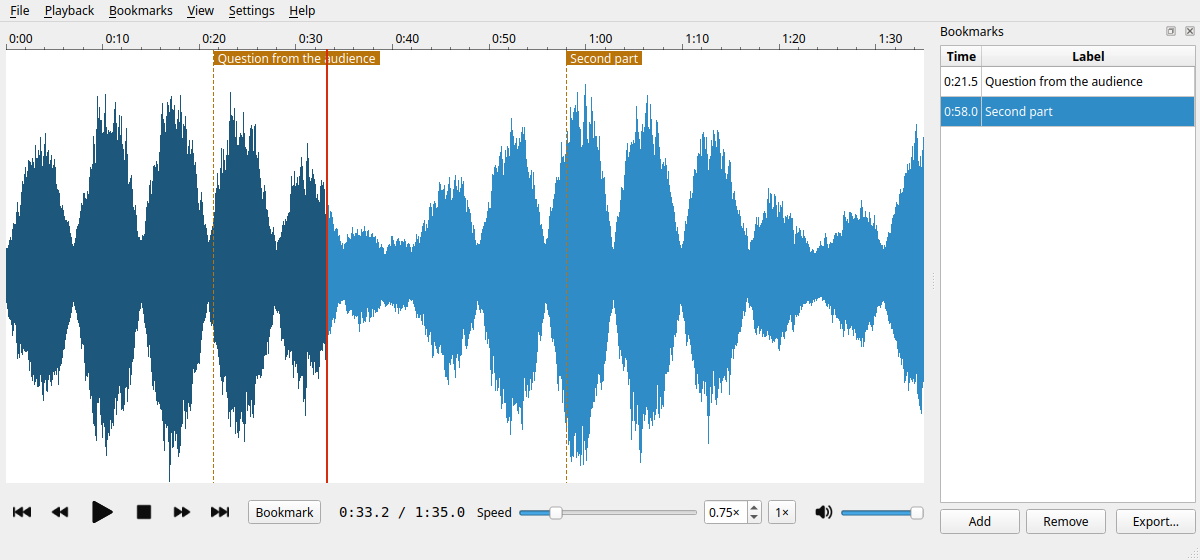 File Playback Bookmarks View Settings Help
0:00 0:10 0:20 0:30 0:40 0:50 1:00 1:10 1:20 1:30
Question from the audience Second part
Bookmarks
Time Label
0:21.5 Question from the audience
0:58.0 Second part
Bookmark 0:33.2 / 1:35.0 Speed 0.75× 1×
Add Remove Export...